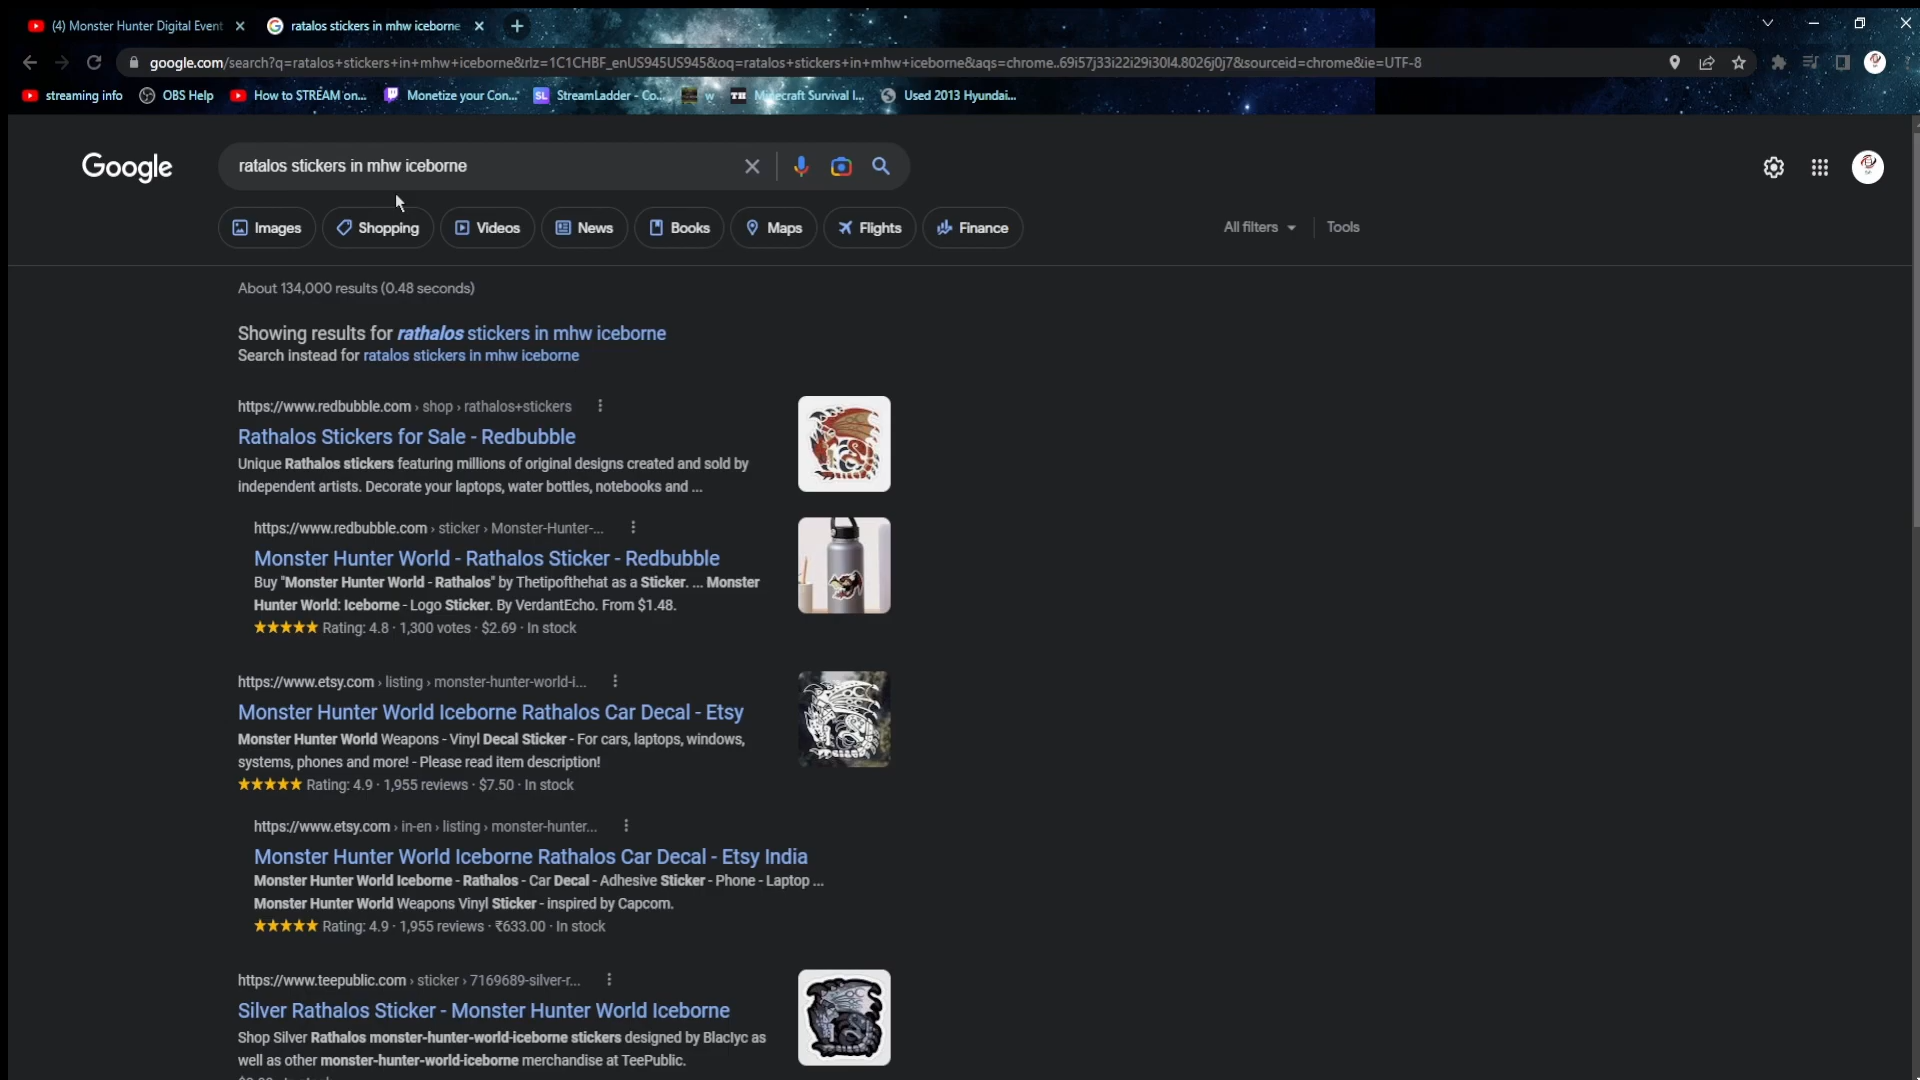 (4) Monster Hunter Digital Event
ratalos stickers in mhw iceborne
google.com/search?q=ratalos+stickers+in+mhw+iceborne&rlz=1C1CHBF_enUS945US945&oq=ratalos+stickers+in+mhw+iceborne&aqs=chrome..69i57j33i22i29i30l4.8026j0j7&sourceid=chrome&ie=UTF-8
streaming info
OBS Help
How to STREAM on...
Monetize your Con...
StreamLadder - Co...
w
Minecraft Survival I...
Used 2013 Hyundai...
Google
ratalos stickers in mhw iceborne
Images
Shopping
Videos
News
Books
Maps
Flights
Finance
All filters
Tools
About 134,000 results (0.48 seconds)
Showing results for rathalos stickers in mhw iceborne
Search instead for ratalos stickers in mhw iceborne
https://www.redbubble.com › shop › rathalos+stickers
Rathalos Stickers for Sale - Redbubble
Unique Rathalos stickers featuring millions of original designs created and sold by
independent artists. Decorate your laptops, water bottles, notebooks and ...
https://www.redbubble.com › sticker › Monster-Hunter-...
Monster Hunter World - Rathalos Sticker - Redbubble
Buy "Monster Hunter World - Rathalos" by Thetipofthehat as a Sticker. ... Monster
Hunter World: Iceborne - Logo Sticker. By VerdantEcho. From $1.48.
Rating: 4.8 · 1,300 votes · $2.69 · In stock
https://www.etsy.com › listing › monster-hunter-world-i...
Monster Hunter World Iceborne Rathalos Car Decal - Etsy
Monster Hunter World Weapons - Vinyl Decal Sticker - For cars, laptops, windows,
systems, phones and more! - Please read item description!
Rating: 4.9 · 1,955 reviews · $7.50 · In stock
https://www.etsy.com › in-en › listing › monster-hunter...
Monster Hunter World Iceborne Rathalos Car Decal - Etsy India
Monster Hunter World Iceborne - Rathalos - Car Decal - Adhesive Sticker - Phone - Laptop ...
Monster Hunter World Weapons Vinyl Sticker - inspired by Capcom.
Rating: 4.9 · 1,955 reviews · ₹633.00 · In stock
https://www.teepublic.com › sticker › 7169689-silver-r...
Silver Rathalos Sticker - Monster Hunter World Iceborne
Shop Silver Rathalos monster-hunter-world-iceborne stickers designed by Blaclyc as
well as other monster-hunter-world-iceborne merchandise at TeePublic.